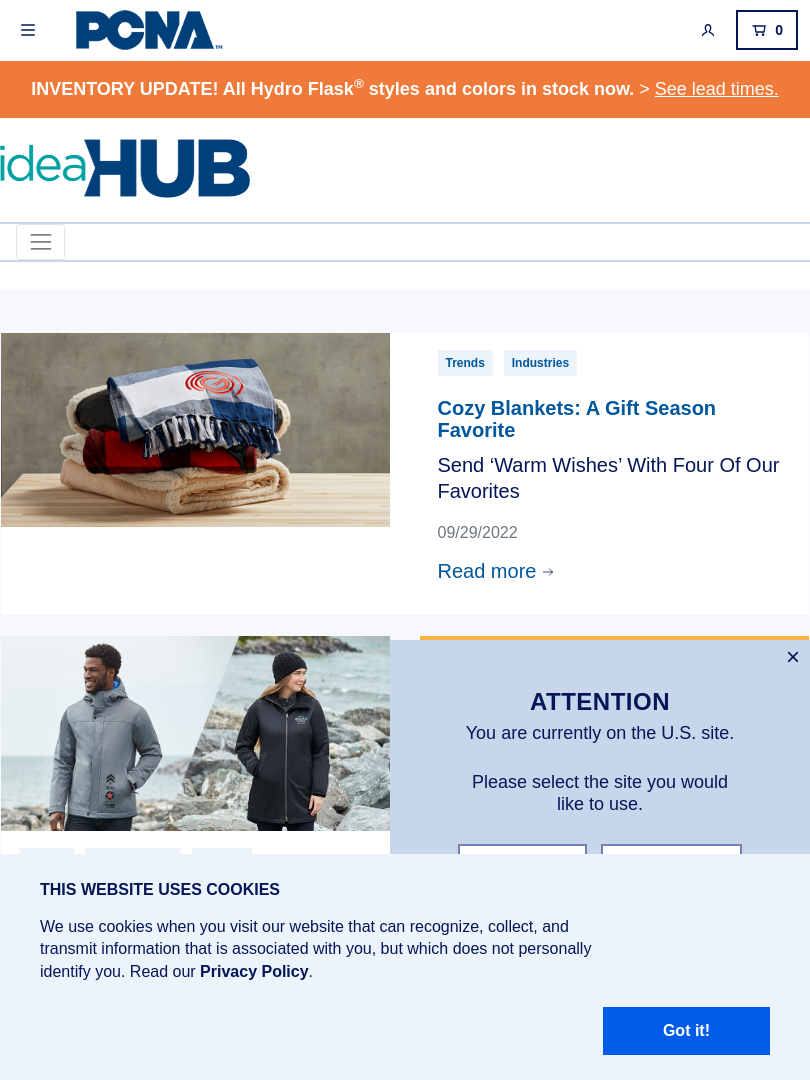 PCNA™
0
INVENTORY UPDATE! All Hydro Flask® styles and colors in stock now. > See lead times.
ideaHUB
Trends
Industries
Cozy Blankets: A Gift Season
Favorite
Send ‘Warm Wishes’ With Four Of Our
Favorites
09/29/2022
Read more →
×
ATTENTION
You are currently on the U.S. site.
Please select the site you would
like to use.
THIS WEBSITE USES COOKIES
We use cookies when you visit our website that can recognize, collect, and
transmit information that is associated with you, but which does not personally
identify you. Read our Privacy Policy.
Got it!